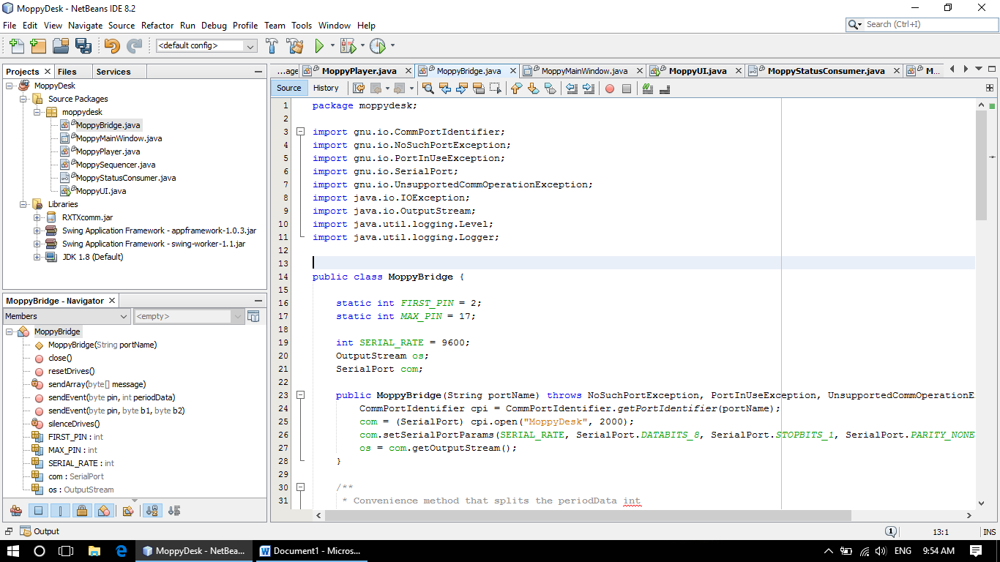 MoppyDesk - NetBeans IDE 8.2
File Edit View Navigate Source Refactor Run Debug Profile Team Tools Window Help
Search (Ctrl+I)
<default config>
Projects Files Services
MoppyDesk
Source Packages
moppydesk
MoppyBridge.java
MoppyMainWindow.java
MoppyPlayer.java
MoppySequencer.java
MoppyStatusConsumer.java
MoppyUI.java
Libraries
RXTXcomm.jar
Swing Application Framework - appframework-1.0.3.jar
Swing Application Framework - swing-worker-1.1.jar
JDK 1.8 (Default)
MoppyBridge - Navigator
Members <empty>
MoppyBridge
MoppyBridge(String portName)
close()
resetDrives()
sendArray(byte[] message)
sendEvent(byte pin, int periodData)
sendEvent(byte pin, byte b1, byte b2)
silenceDrives()
FIRST_PIN : int
MAX_PIN : int
SERIAL_RATE : int
com : SerialPort
os : OutputStream
...age MoppyPlayer.java MoppyBridge.java MoppyMainWindow.java MoppyUI.java MoppyStatusConsumer.java M...
Source History
1 package moppydesk;
2
3 import gnu.io.CommPortIdentifier;
4 import gnu.io.NoSuchPortException;
5 import gnu.io.PortInUseException;
6 import gnu.io.SerialPort;
7 import gnu.io.UnsupportedCommOperationException;
8 import java.io.IOException;
9 import java.io.OutputStream;
10 import java.util.logging.Level;
11 import java.util.logging.Logger;
12
13
14 public class MoppyBridge {
15
16 static int FIRST_PIN = 2;
17 static int MAX_PIN = 17;
18
19 int SERIAL_RATE = 9600;
20 OutputStream os;
21 SerialPort com;
22
23 public MoppyBridge(String portName) throws NoSuchPortException, PortInUseException, UnsupportedCommOperationE
24 CommPortIdentifier cpi = CommPortIdentifier.getPortIdentifier(portName);
25 com = (SerialPort) cpi.open("MoppyDesk", 2000);
26 com.setSerialPortParams(SERIAL_RATE, SerialPort.DATABITS_8, SerialPort.STOPBITS_1, SerialPort.PARITY_NONE
27 os = com.getOutputStream();
28 }
29
30 /**
31 * Convenience method that splits the periodData int
Output
1 13:1 INS
MoppyDesk - NetBea... Document1 - Micros... ENG 9:54 AM